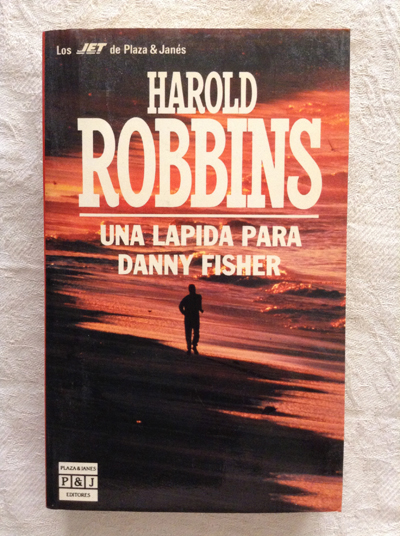 Los JET de Plaza & Janés
HAROLD
ROBBINS
UNA LAPIDA PARA
DANNY FISHER
PLAZA & JANES
P&J
EDITORES